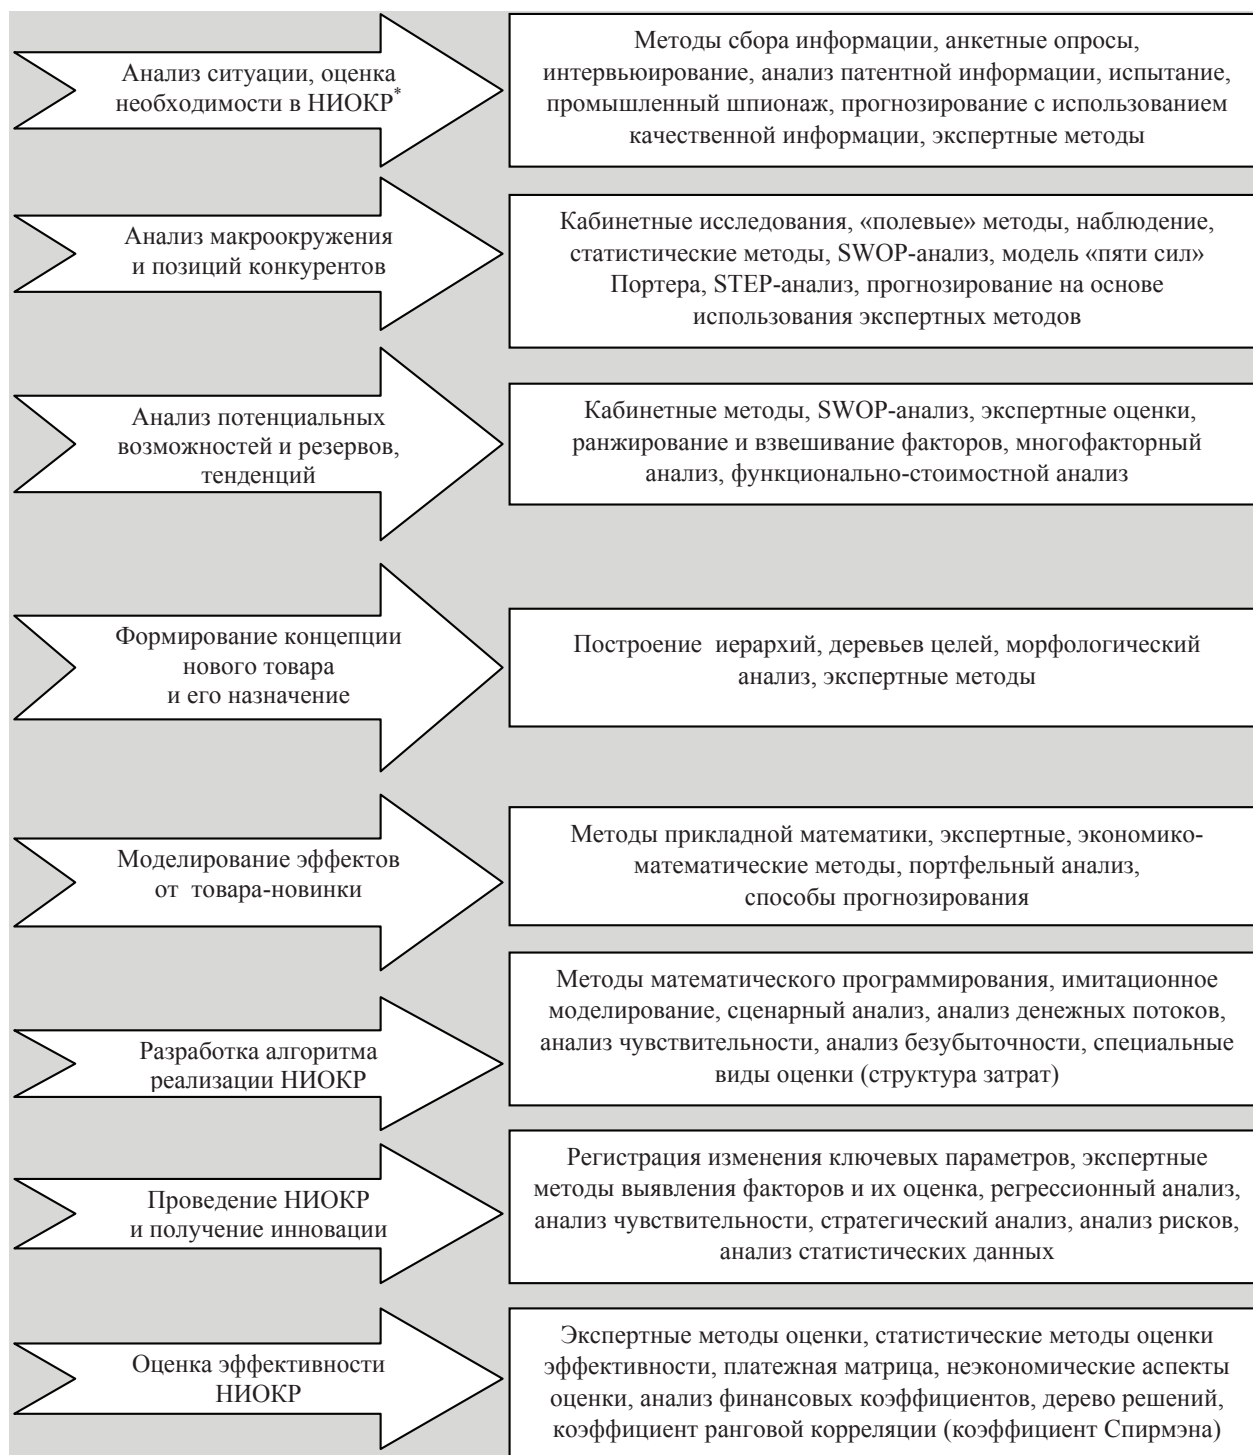 Анализ ситуации, оценка
необходимости в НИОКР*
Методы сбора информации, анкетные опросы,
интервьюирование, анализ патентной информации, испытание,
промышленный шпионаж, прогнозирование с использованием
качественной информации, экспертные методы
Анализ макроокружения
и позиций конкурентов
Кабинетные исследования, «полевые» методы, наблюдение,
статистические методы, SWOP-анализ, модель «пяти сил»
Портера, STEP-анализ, прогнозирование на основе
использования экспертных методов
Анализ потенциальных
возможностей и резервов,
тенденций
Кабинетные методы, SWOP-анализ, экспертные оценки,
ранжирование и взвешивание факторов, многофакторный
анализ, функционально-стоимостной анализ
Формирование концепции
нового товара
и его назначение
Построение иерархий, деревьев целей, морфологический
анализ, экспертные методы
Моделирование эффектов
от товара-новинки
Методы прикладной математики, экспертные, экономико-
математические методы, портфельный анализ,
способы прогнозирования
Разработка алгоритма
реализации НИОКР
Методы математического программирования, имитационное
моделирование, сценарный анализ, анализ денежных потоков,
анализ чувствительности, анализ безубыточности, специальные
виды оценки (структура затрат)
Проведение НИОКР
и получение инновации
Регистрация изменения ключевых параметров, экспертные
методы выявления факторов и их оценка, регрессионный анализ,
анализ чувствительности, стратегический анализ, анализ рисков,
анализ статистических данных
Оценка эффективности
НИОКР
Экспертные методы оценки, статистические методы оценки
эффективности, платежная матрица, неэкономические аспекты
оценки, анализ финансовых коэффициентов, дерево решений,
коэффициент ранговой корреляции (коэффициент Спирмэна)